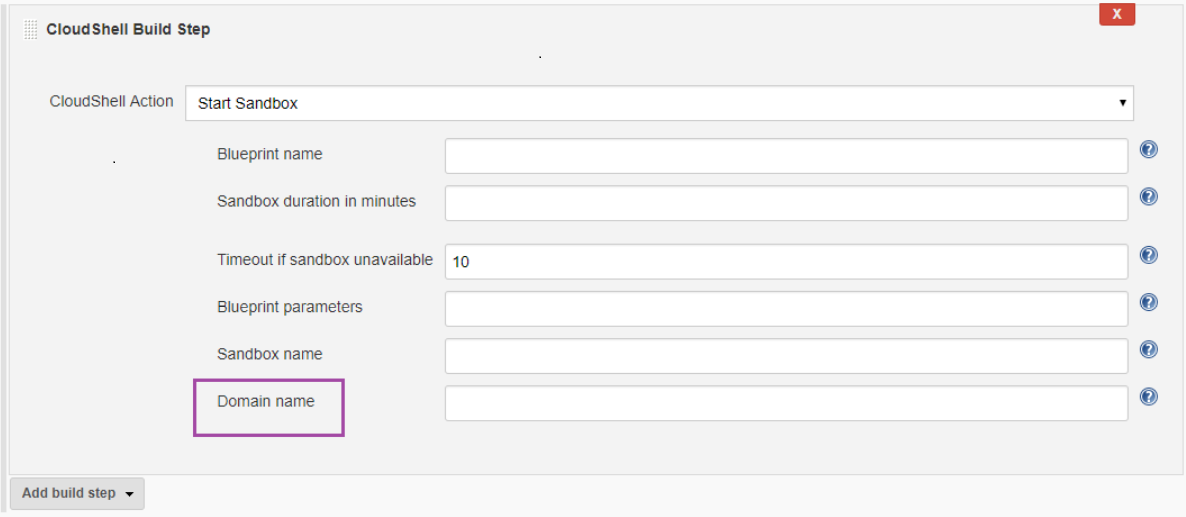 CloudShell Build Step
X
CloudShell Action Start Sandbox
Blueprint name
Sandbox duration in minutes
Timeout if sandbox unavailable 10
Blueprint parameters
Sandbox name
Domain name
Add build step